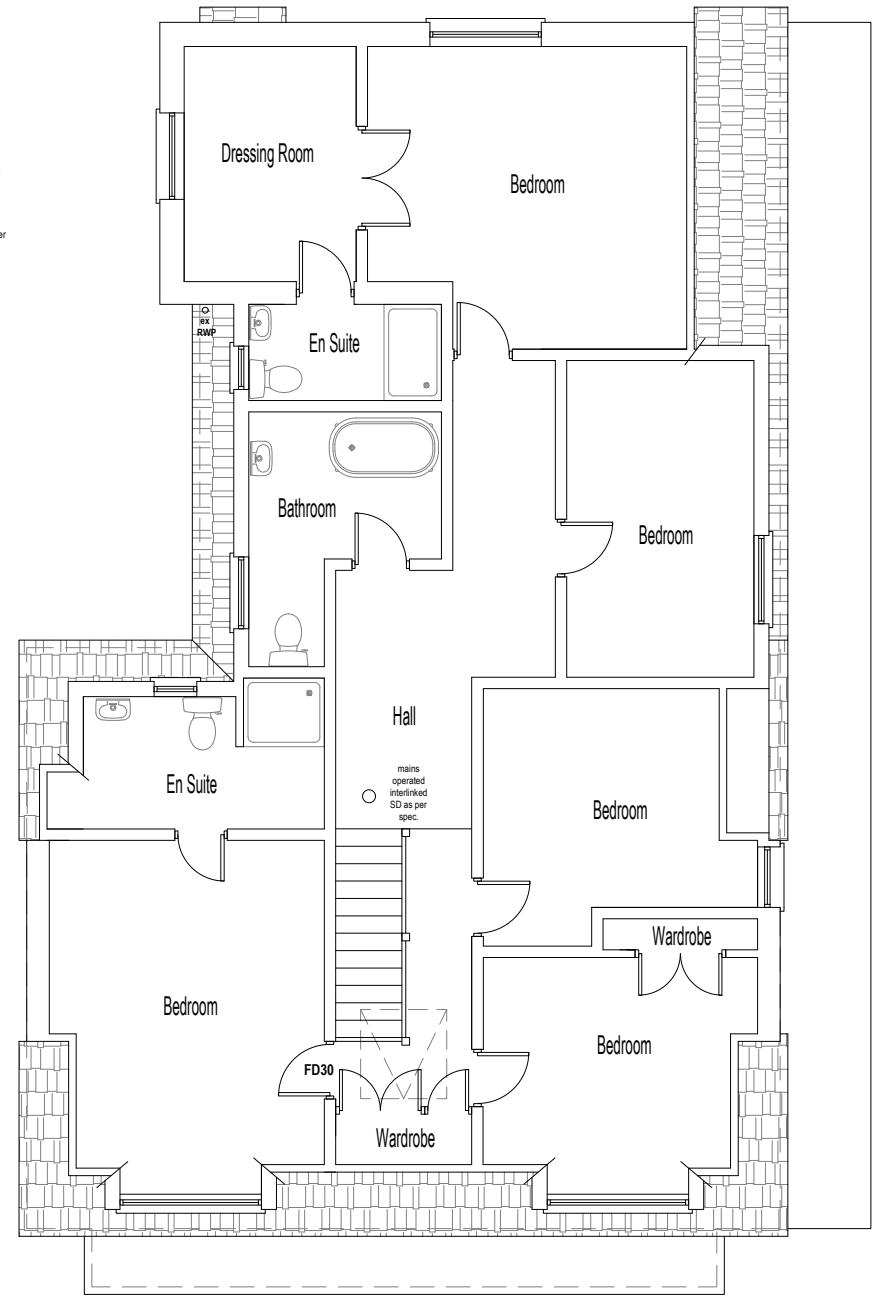 Dressing Room
Bedroom
er
ex
RWP
En Suite
Bathroom
Bedroom
Hall
mains
operated
interlinked
SD as per
spec.
En Suite
Bedroom
Wardrobe
Bedroom
Bedroom
FD30
Wardrobe